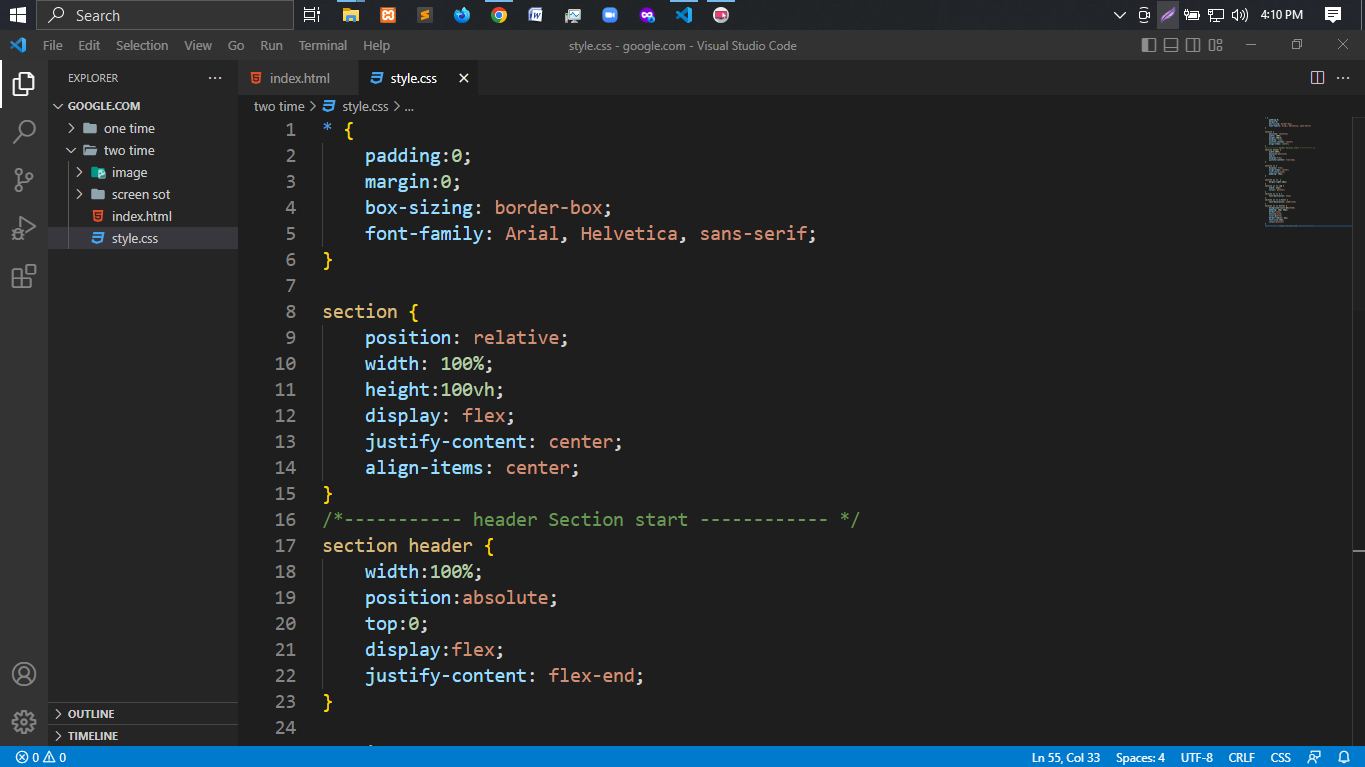 Search
4:10 PM
File Edit Selection View Go Run Terminal Help
style.css - google.com - Visual Studio Code
EXPLORER
index.html
style.css
GOOGLE.COM
one time
two time
image
screen sot
index.html
style.css
OUTLINE
TIMELINE
two time > style.css > ...
1 * {
2 padding:0;
3 margin:0;
4 box-sizing: border-box;
5 font-family: Arial, Helvetica, sans-serif;
6 }
7
8 section {
9 position: relative;
10 width: 100%;
11 height:100vh;
12 display: flex;
13 justify-content: center;
14 align-items: center;
15 }
16 /*----------- header Section start ------------ */
17 section header {
18 width:100%;
19 position:absolute;
20 top:0;
21 display:flex;
22 justify-content: flex-end;
23 }
24
0 0
Ln 55, Col 33 Spaces: 4 UTF-8 CRLF CSS